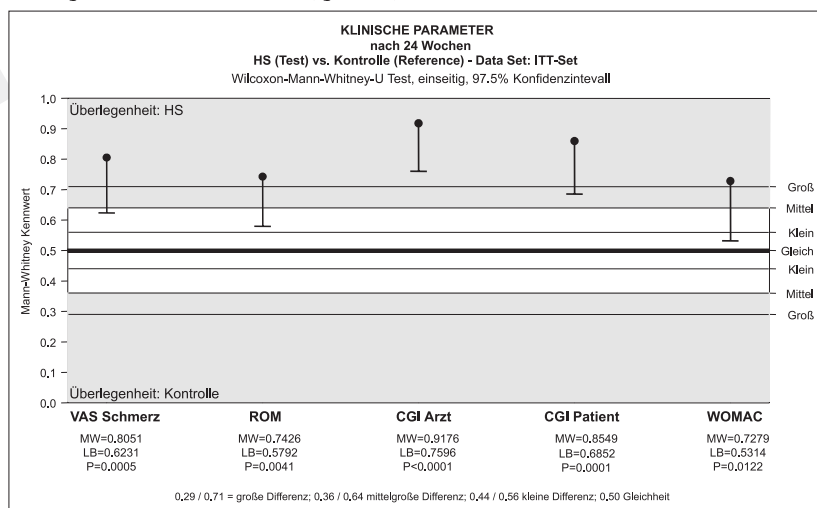 KLINISCHE PARAMETER
nach 24 Wochen
HS (Test) vs. Kontrolle (Reference) - Data Set: ITT-Set
Wilcoxon-Mann-Whitney-U Test, einseitig, 97.5% Konfidenzintevall
Mann-Whitney Kennwert
1.0
0.9
0.8
0.7
0.6
0.5
0.4
0.3
0.2
0.1
0.0
Überlegenheit: HS
Überlegenheit: Kontrolle
Groß
Mittel
Klein
Gleich
Klein
Mittel
Groß
VAS Schmerz ROM CGI Arzt CGI Patient WOMAC
MW=0.8051 MW=0.7426 MW=0.9176 MW=0.8549 MW=0.7279
LB=0.6231 LB=0.5792 LB=0.7596 LB=0.6852 LB=0.5314
P=0.0005 P=0.0041 P<0.0001 P=0.0001 P=0.0122
0.29 / 0.71 = große Differenz; 0.36 / 0.64 mittelgroße Differenz; 0.44 / 0.56 kleine Differenz; 0.50 Gleichheit